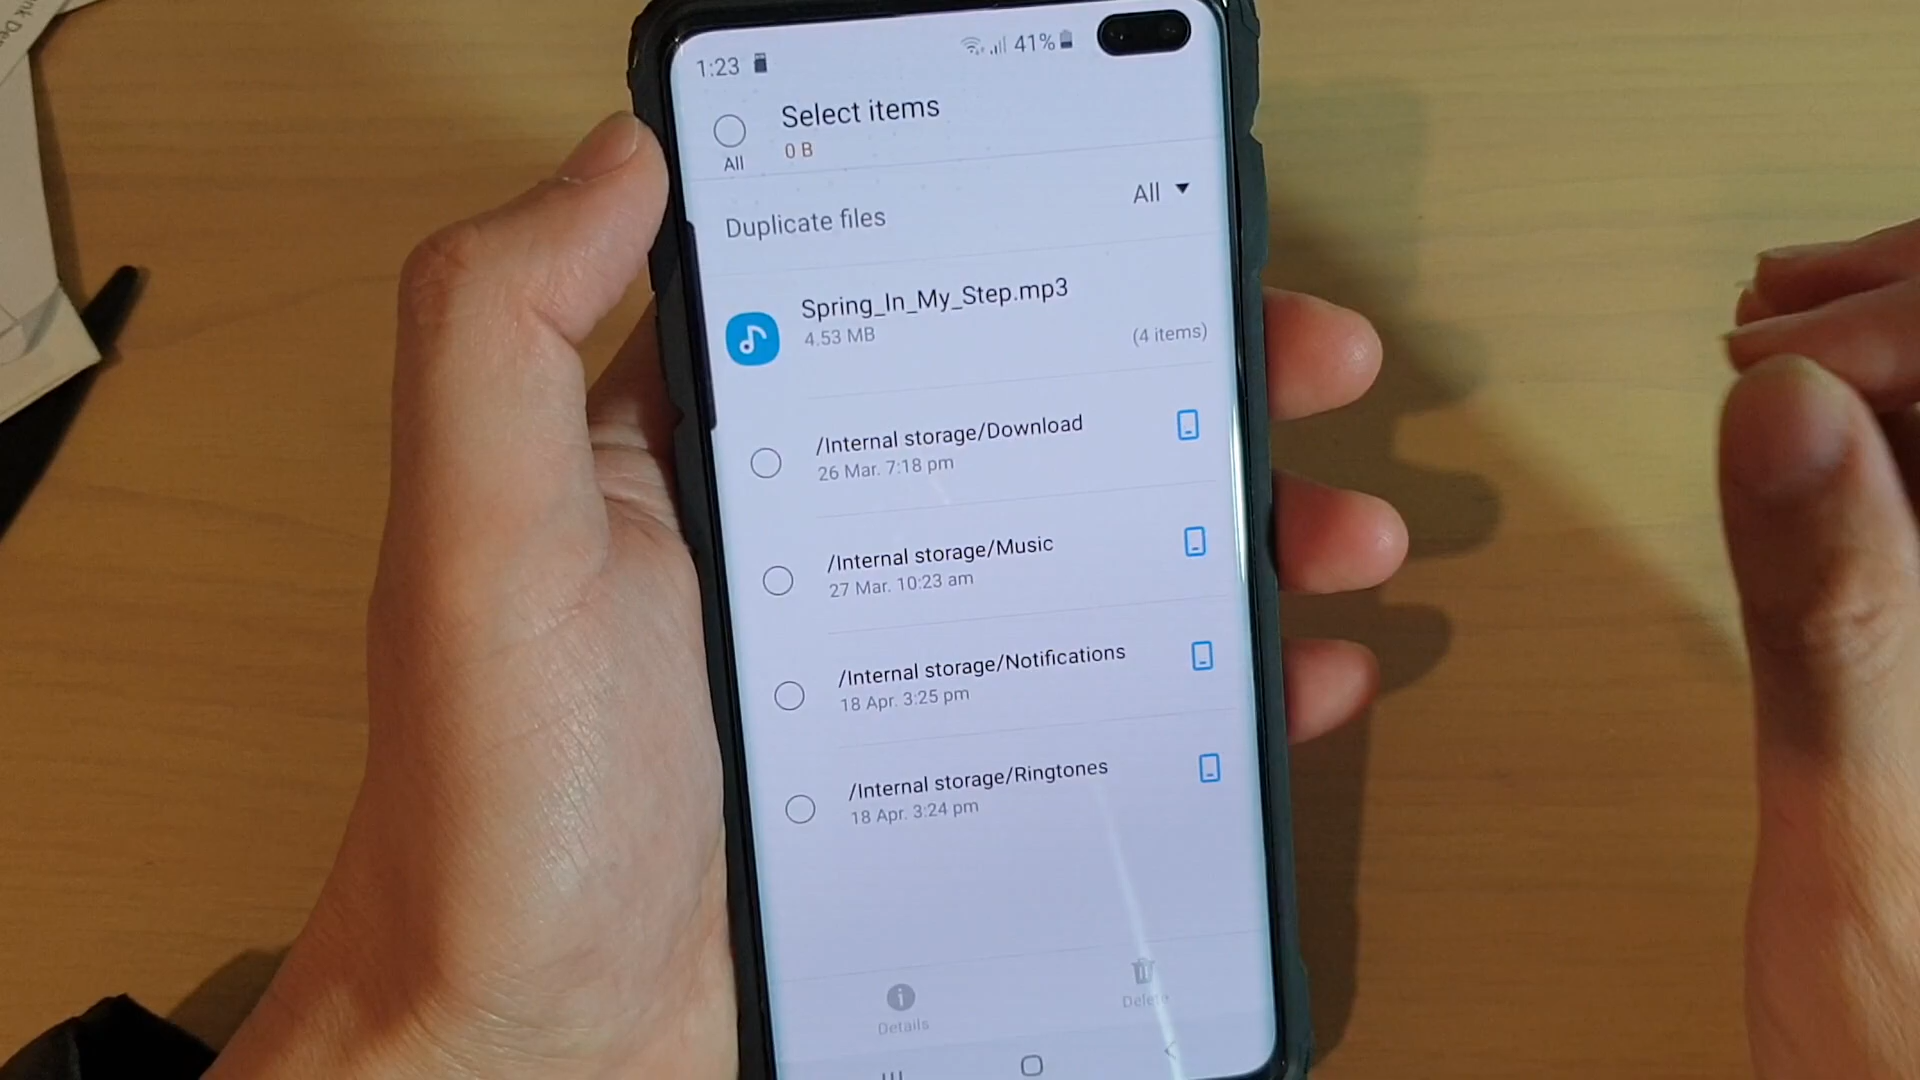 1:23
41%
Select items
All
0 B
Duplicate files
All
Spring_In_My_Step.mp3
4.53 MB
(4 items)
/Internal storage/Download
26 Mar. 7:18 pm
/Internal storage/Music
27 Mar. 10:23 am
/Internal storage/Notifications
18 Apr. 3:25 pm
/Internal storage/Ringtones
18 Apr. 3:24 pm
Details
Delete